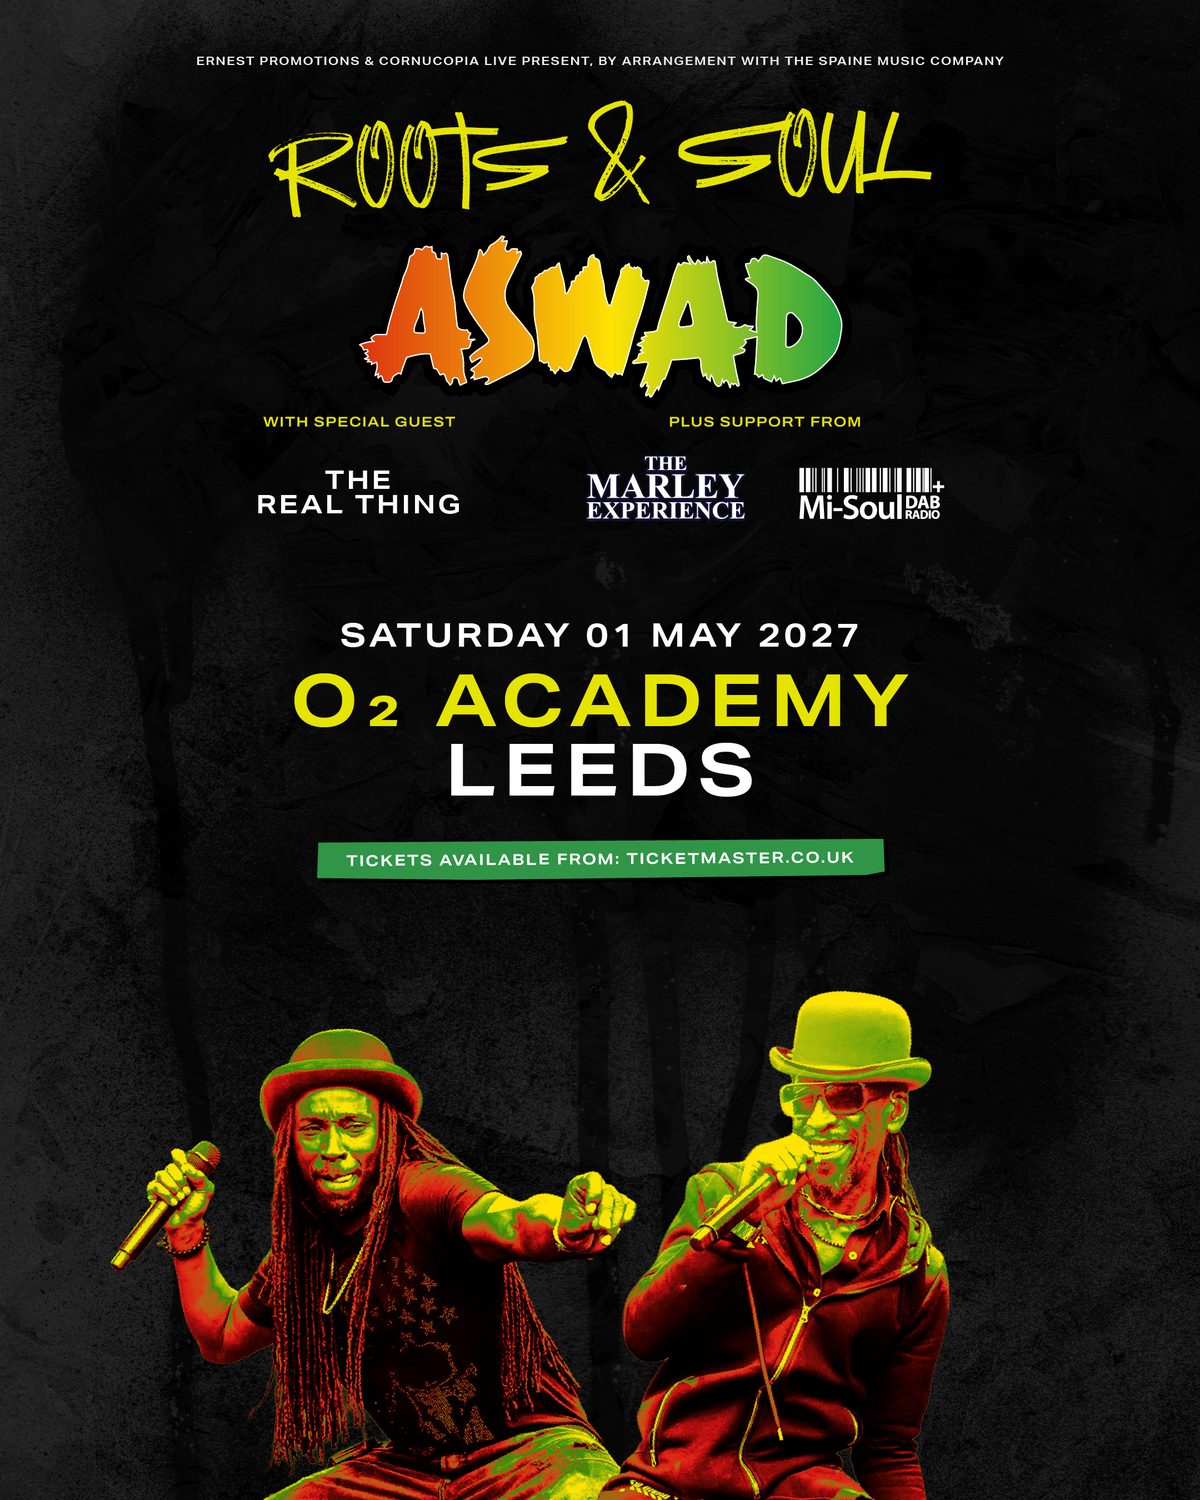 ERNEST PROMOTIONS & CORNUCOPIA LIVE PRESENT, BY ARRANGEMENT WITH THE SPAINE MUSIC COMPANY
ROOTS & SOUL
ASWAD
WITH SPECIAL GUEST
THE
REAL THING
PLUS SUPPORT FROM
THE
MARLEY
EXPERIENCE
Mi-Soul DAB+
RADIO
SATURDAY 01 MAY 2027
O₂ ACADEMY
LEEDS
TICKETS AVAILABLE FROM: TICKETMASTER.CO.UK